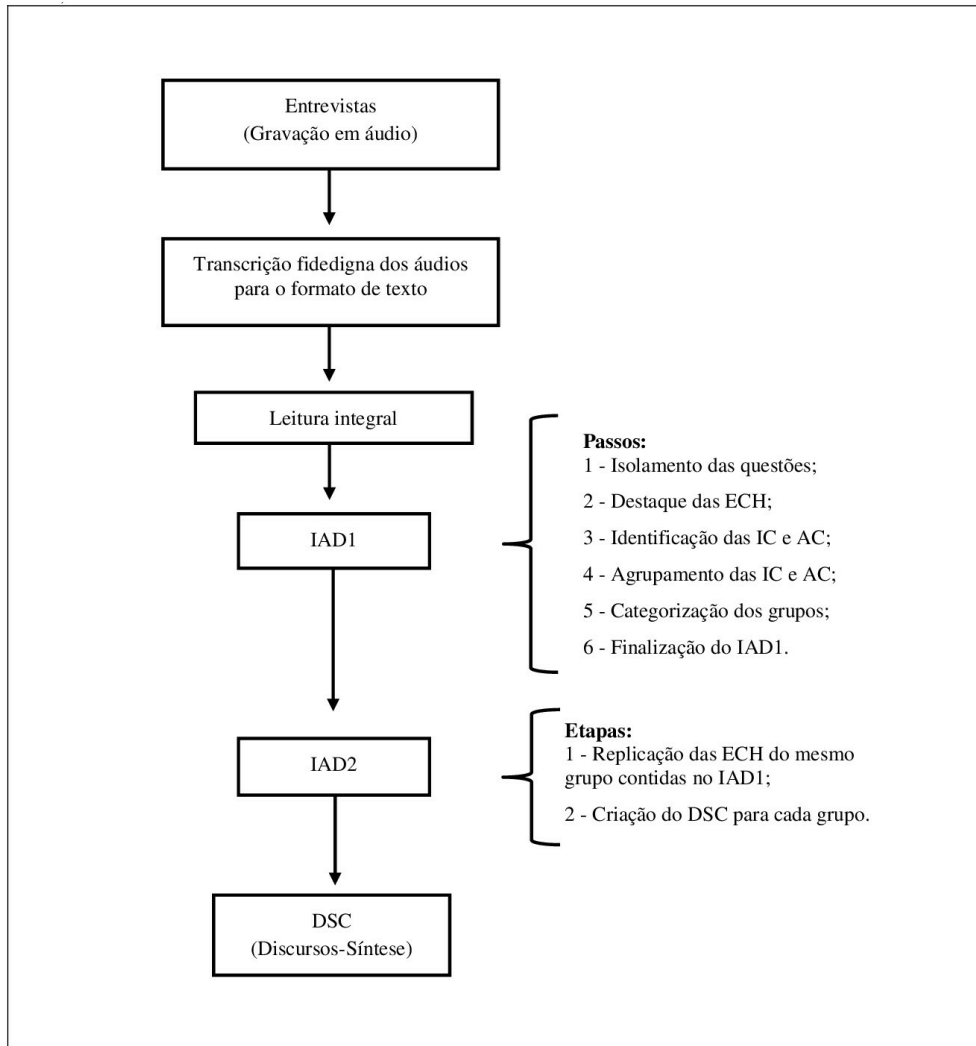 Entrevistas
(Gravação em áudio)
Transcrição fidedigna dos áudios
para o formato de texto
Leitura integral
IAD1
Passos:
1 - Isolamento das questões;
2 - Destaque das ECH;
3 - Identificação das IC e AC;
4 - Agrupamento das IC e AC;
5 - Categorização dos grupos;
6 - Finalização do IAD1.
IAD2
Etapas:
1 - Replicação das ECH do mesmo
grupo contidas no IAD1;
2 - Criação do DSC para cada grupo.
DSC
(Discursos-Síntese)